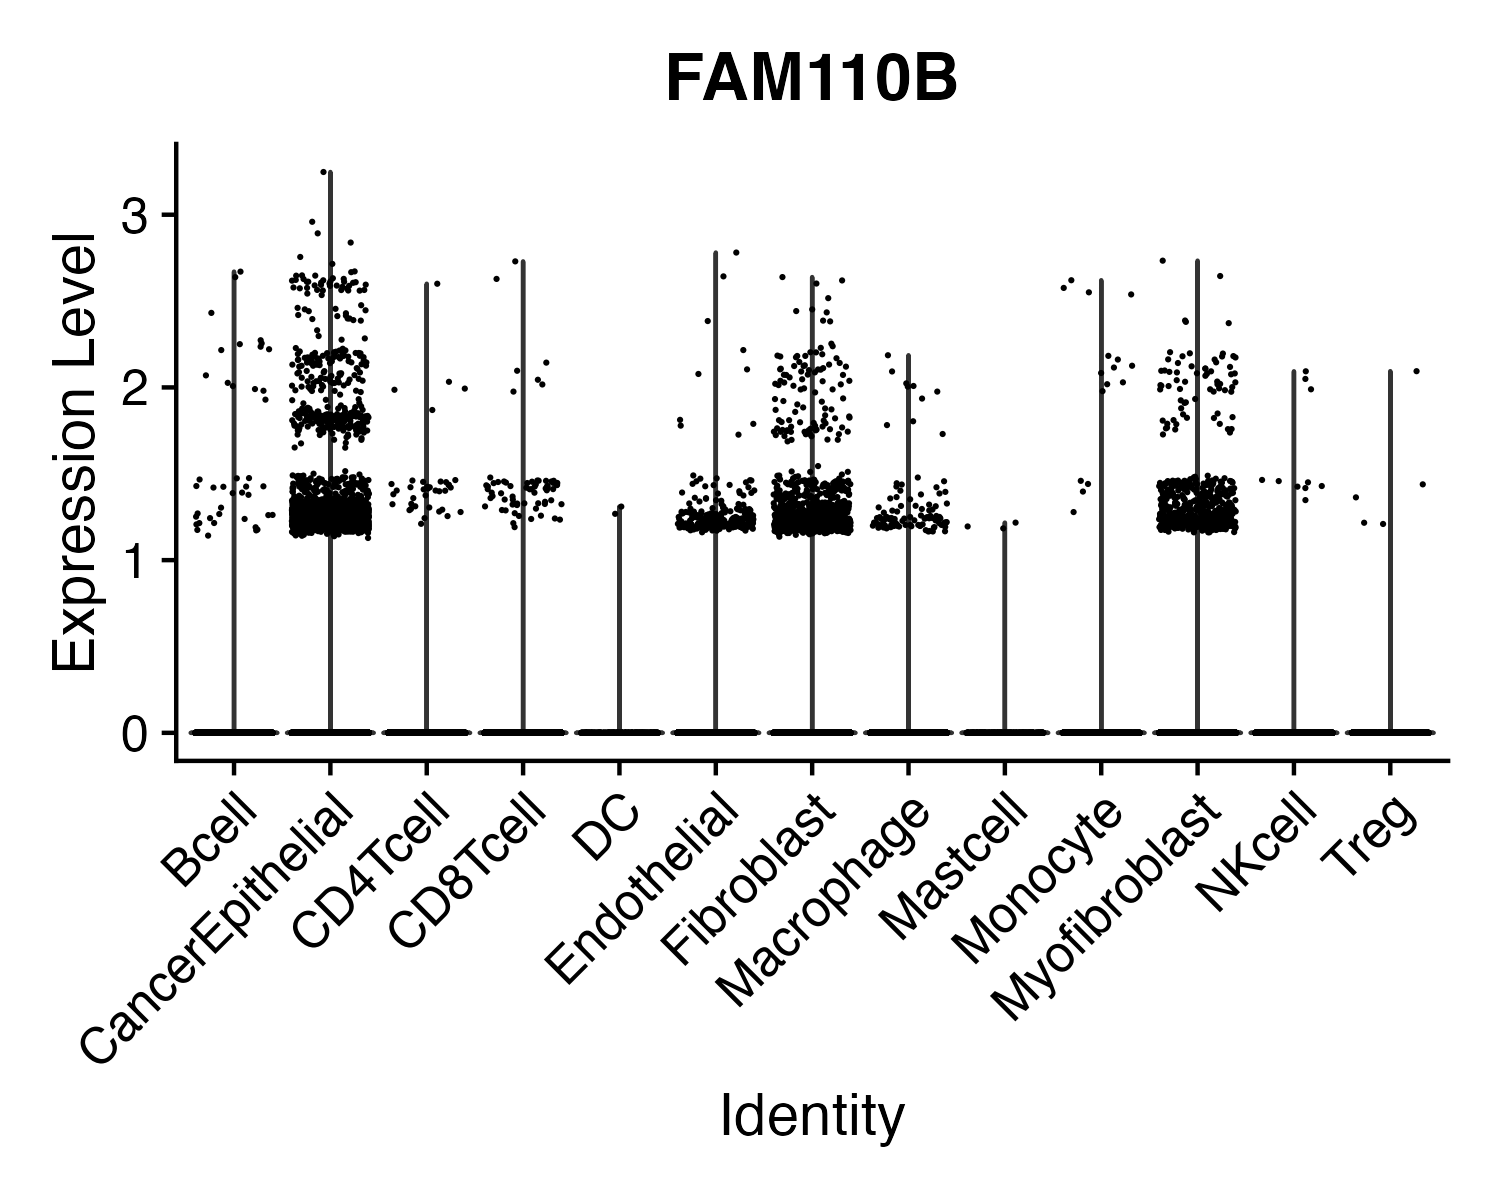 FAM110B
Expression Level
3
2
1
0
Bcell
CancerEpithelial
CD4Tcell
CD8Tcell
DC
Endothelial
Fibroblast
Macrophage
Mastcell
Monocyte
Myofibroblast
NKcell
Treg
Identity